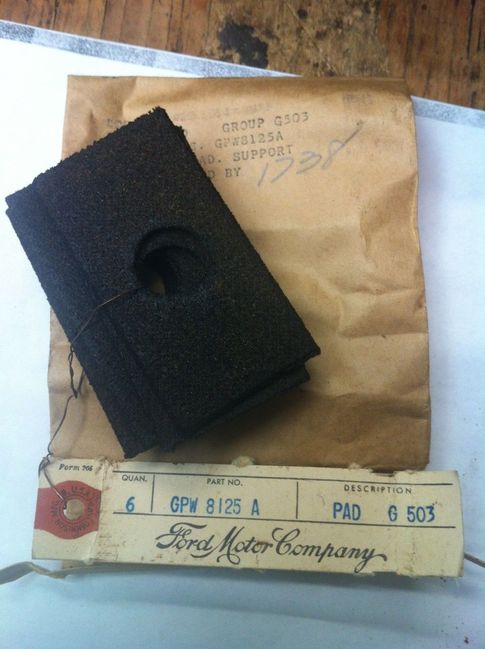 GROUP G503
GPW8125A
SUPPORT
BY 1738
Form 706
QUAN. PART NO. DESCRIPTION
6 GPW 8125 A PAD G 503
Ford Motor Company